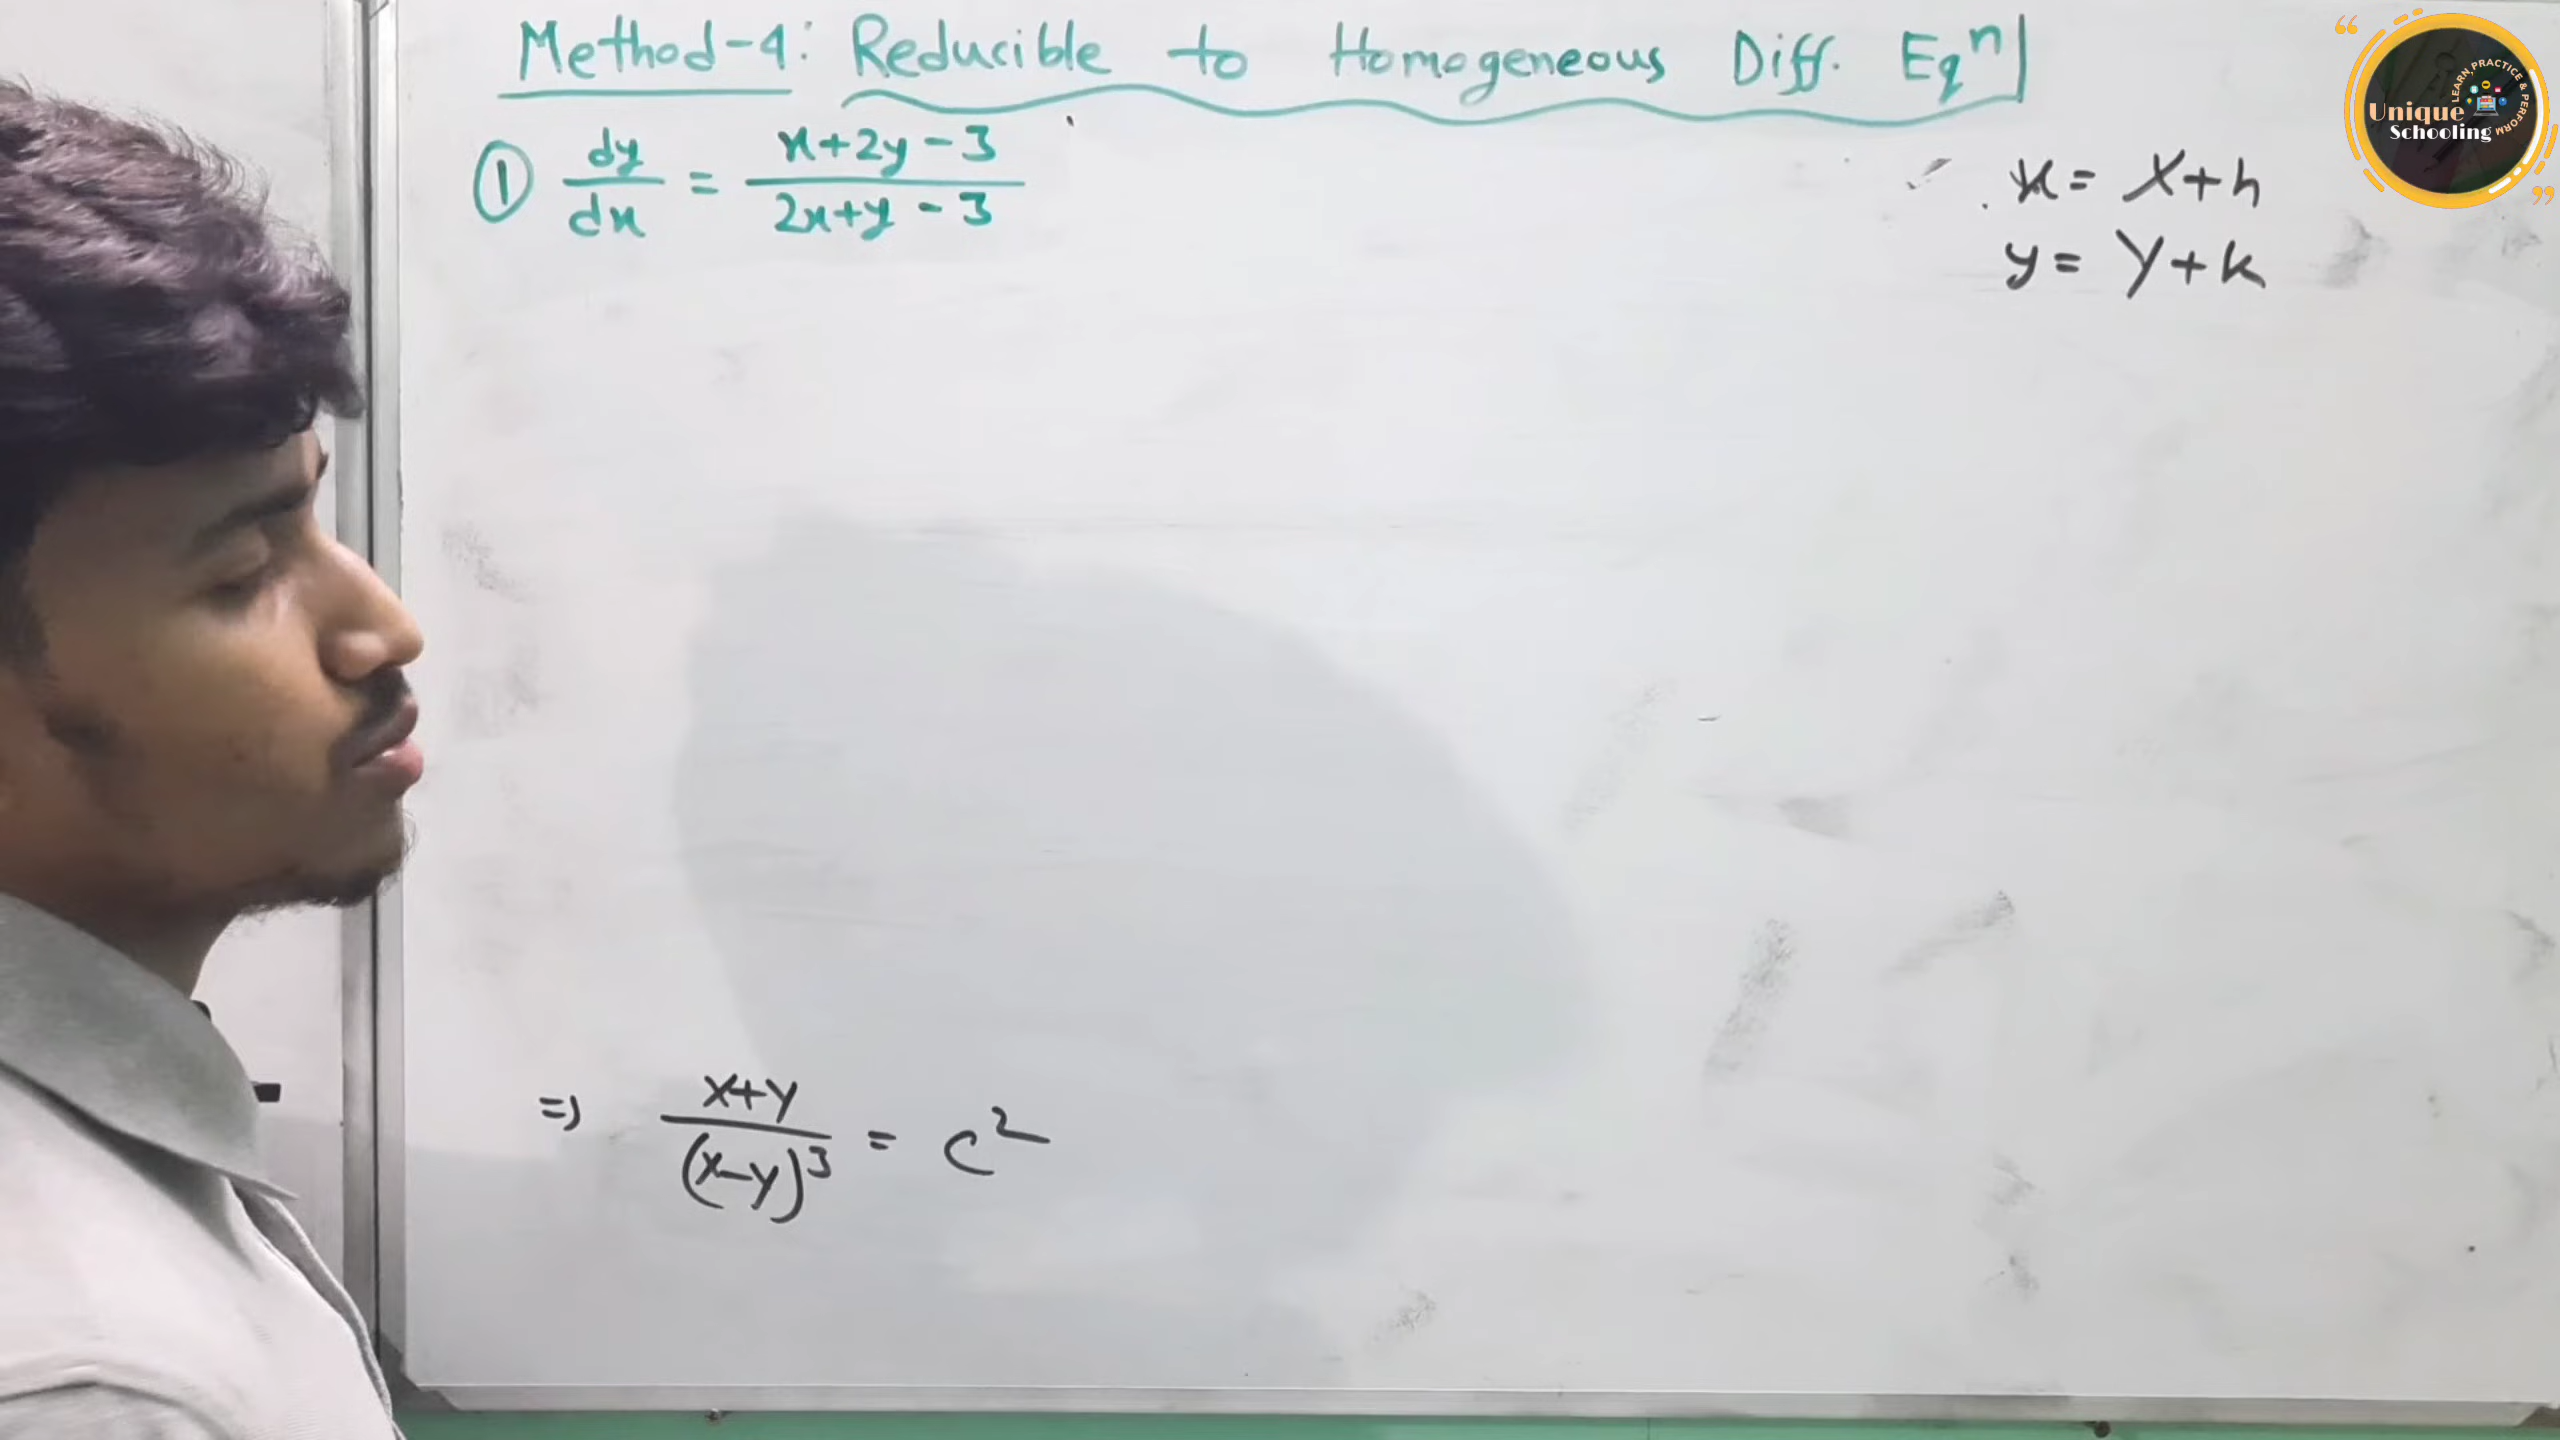 Method-4: Reducible to Homogeneous Diff. Eqⁿ
① dy/dx = (x+2y-3)/(2x+y-3)
x = X+h
y = Y+k
⇒ (X+Y)/(X-Y)³ = c²
“ Unique Schooling ”
LEARN, PRACTICE & PERFORM